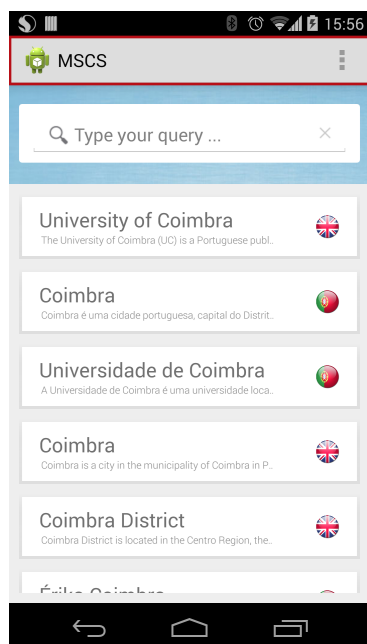 15:56
MSCS
Type your query ...
University of Coimbra
The University of Coimbra (UC) is a Portuguese publ..
Coimbra
Coimbra é uma cidade portuguesa, capital do Distrit..
Universidade de Coimbra
A Universidade de Coimbra é uma universidade loca..
Coimbra
Coimbra is a city in the municipality of Coimbra in P..
Coimbra District
Coimbra District is located in the Centro Region, the..
Érika Coimbra